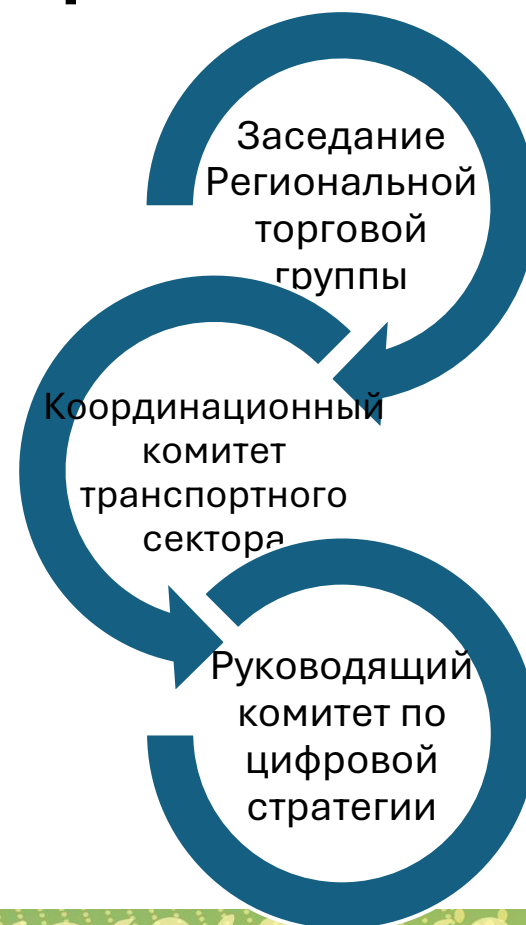 Заседание
Региональной
торговой
группы
Координационный
комитет
транспортного
сектора
Руководящий
комитет по
цифровой
стратегии